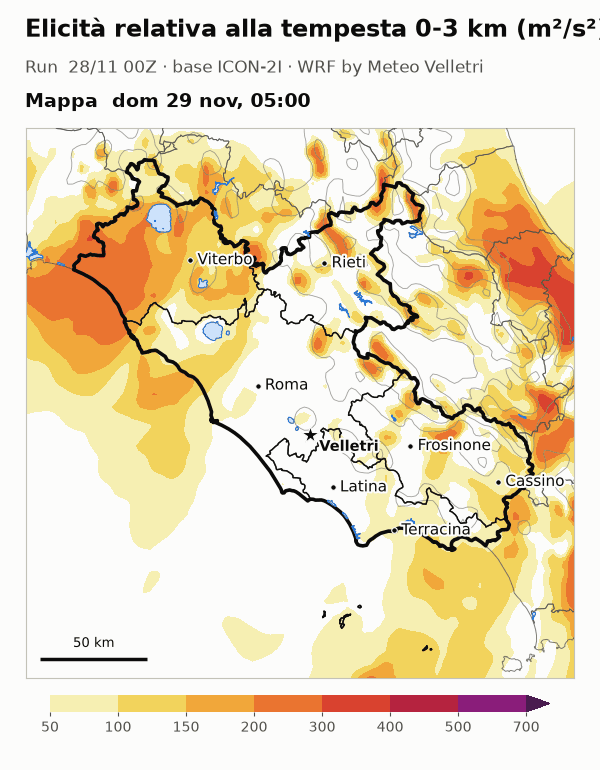 Elicità relativa alla tempesta 0-3 km (m²/s²)
Run 28/11 00Z · base ICON-2I · WRF by Meteo Velletri
Mappa dom 29 nov, 05:00
Viterbo
Rieti
Roma
Velletri
Frosinone
Latina
Cassino
Terracina
50 km
50 100 150 200 300 400 500 700